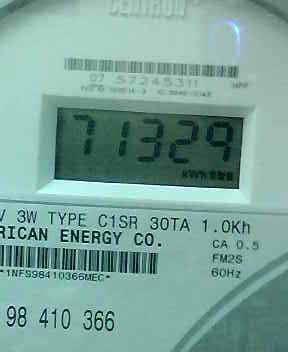 CENTRON
07 57245311
71329
kWh
V 3W TYPE C1SR 30TA 1.0Kh
RICAN ENERGY CO.
CA 0.5
FM2S
60Hz
*1NFS98410366MEC*
98 410 366